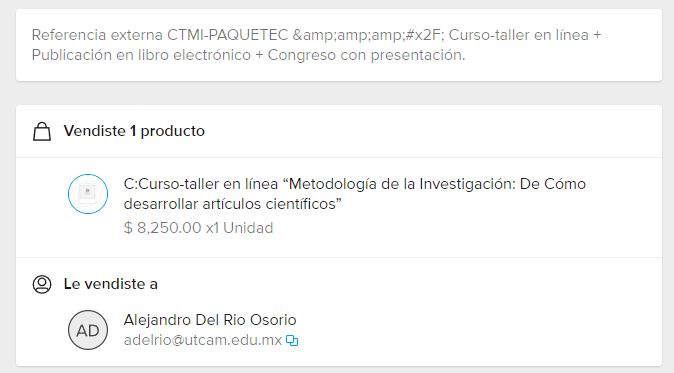 Referencia externa CTMI-PAQUETEC &amp;amp;amp;#x2F; Curso-taller en línea +
Publicación en libro electrónico + Congreso con presentación.
Vendiste 1 producto
C:Curso-taller en línea “Metodología de la Investigación: De Cómo
desarrollar artículos científicos”
$ 8,250.00 x1 Unidad
Le vendiste a
AD
Alejandro Del Rio Osorio
adelrio@utcam.edu.mx